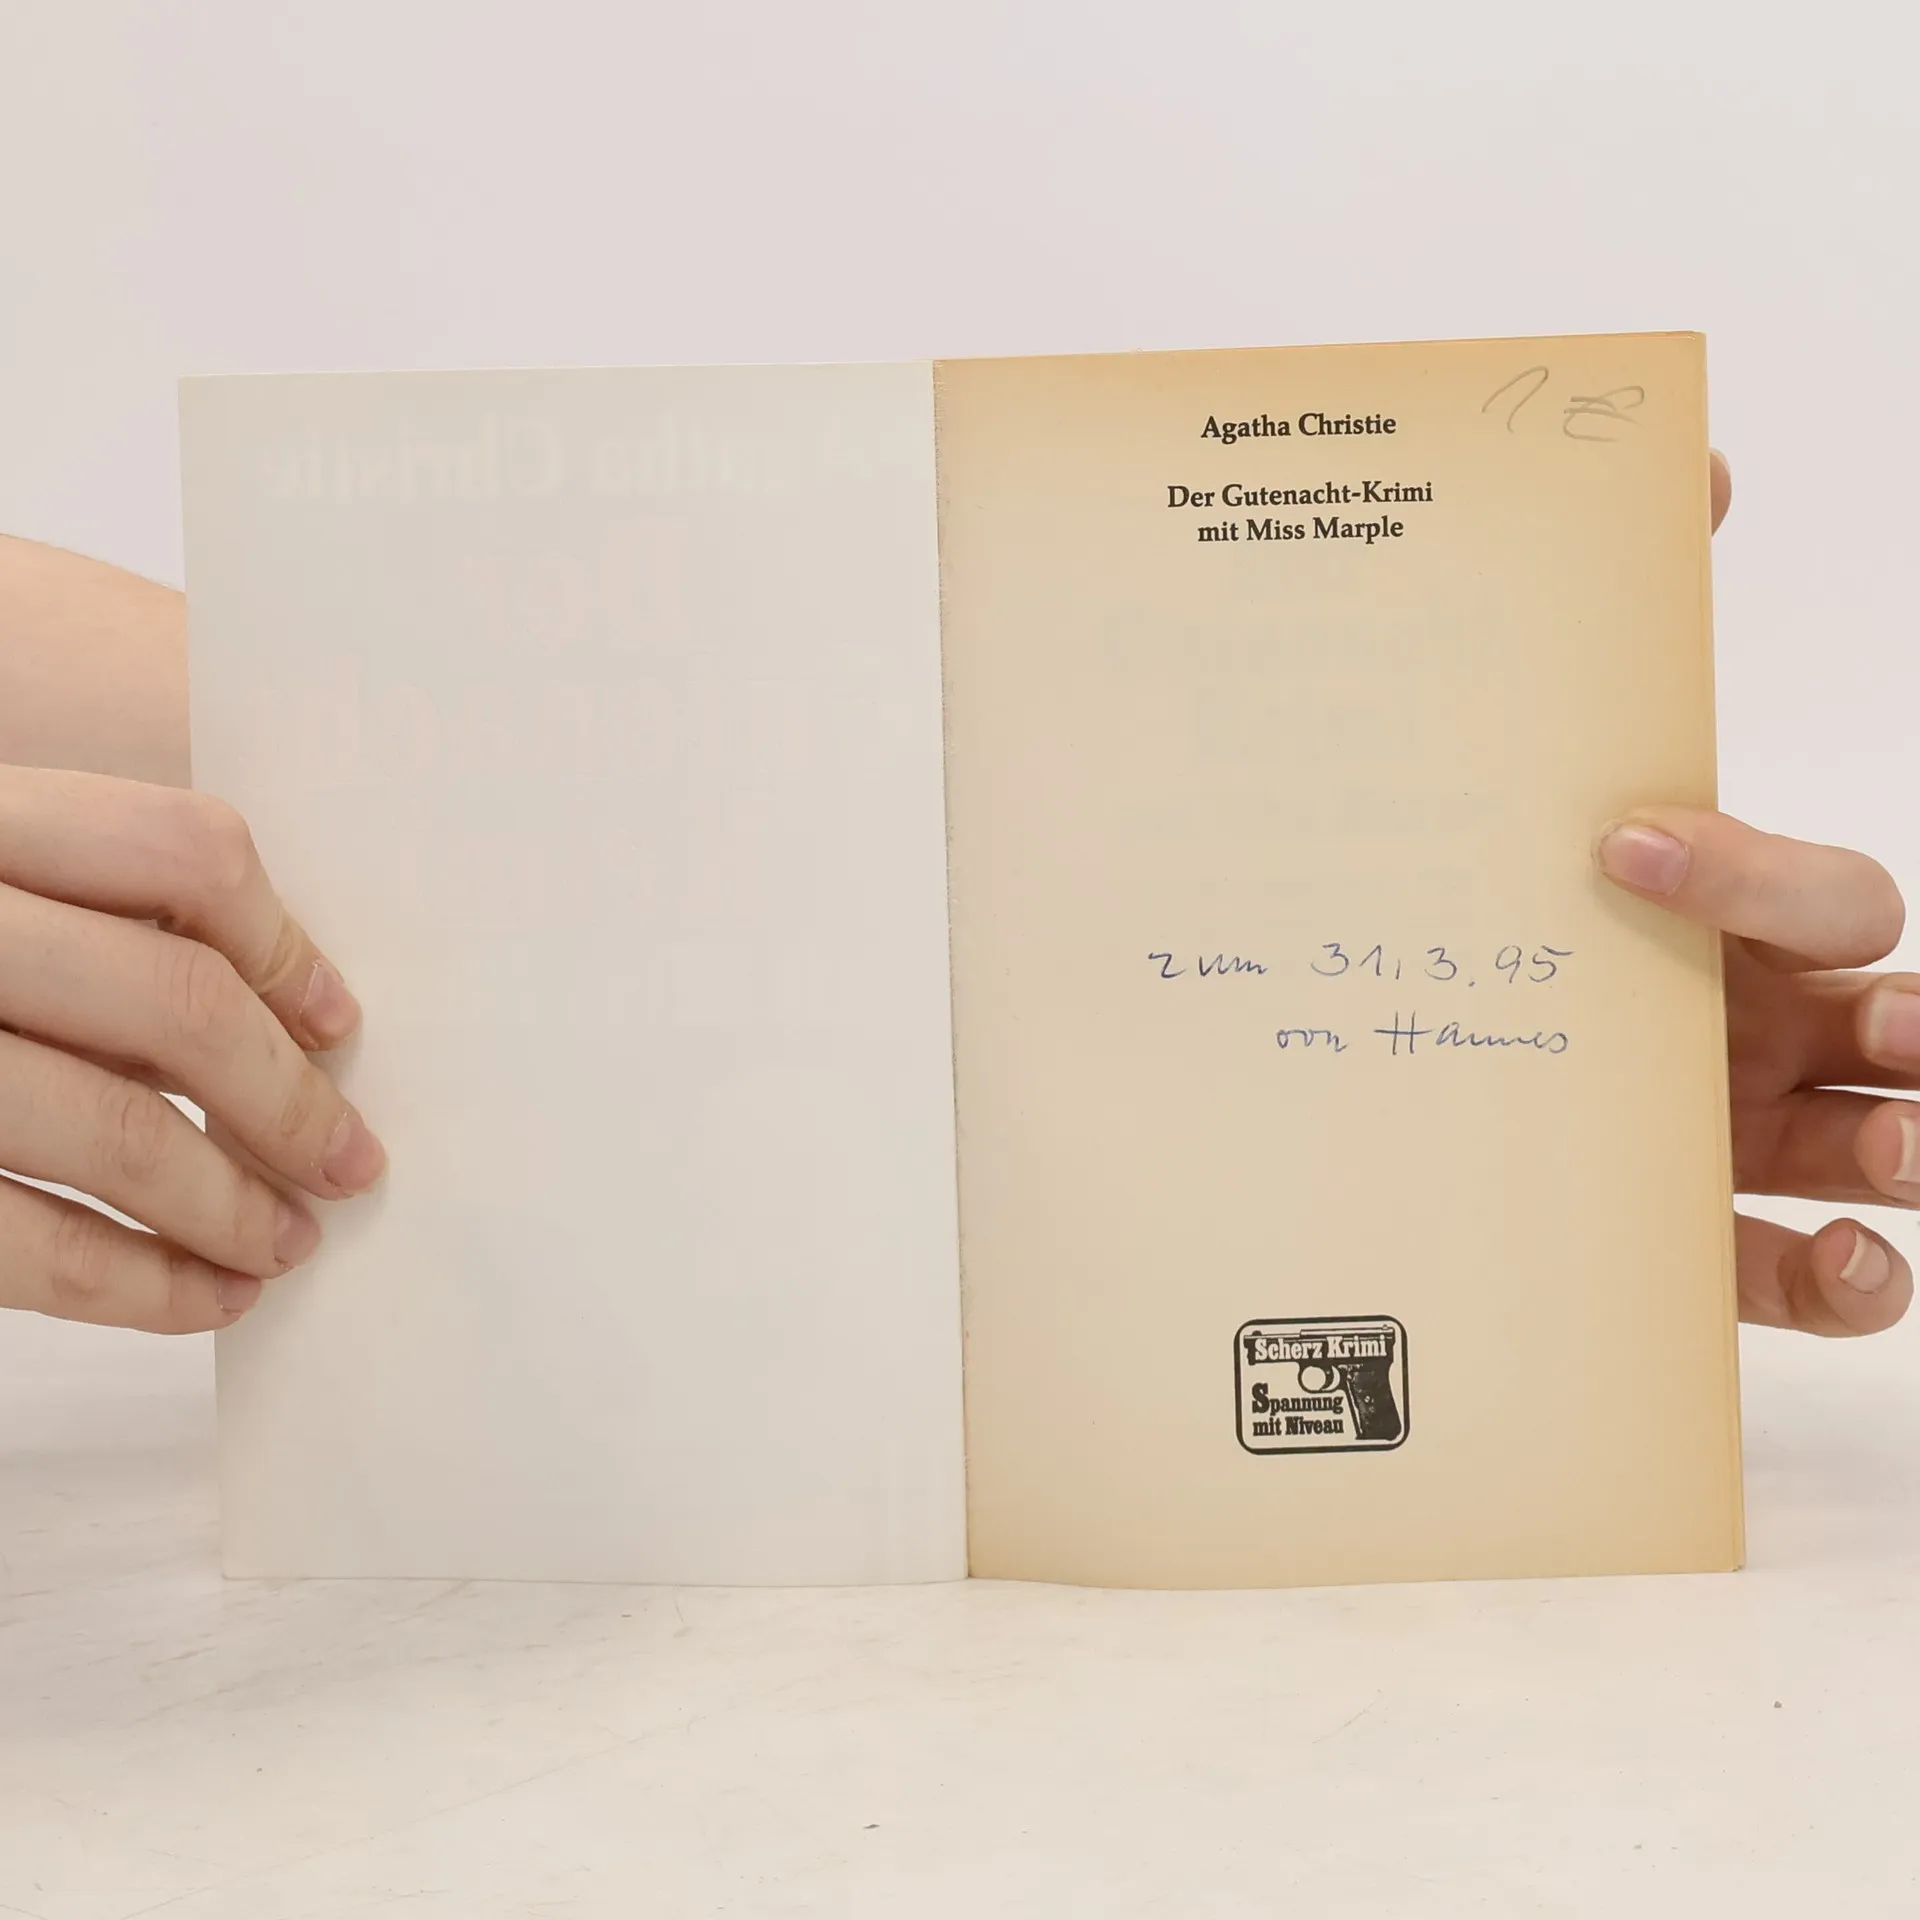 Agatha Christie
1 €
Der Gutenacht-Krimi
mit Miss Marple
zum 31.3.95
von Hannes
Scherz Krimi
Spannung
mit Niveau